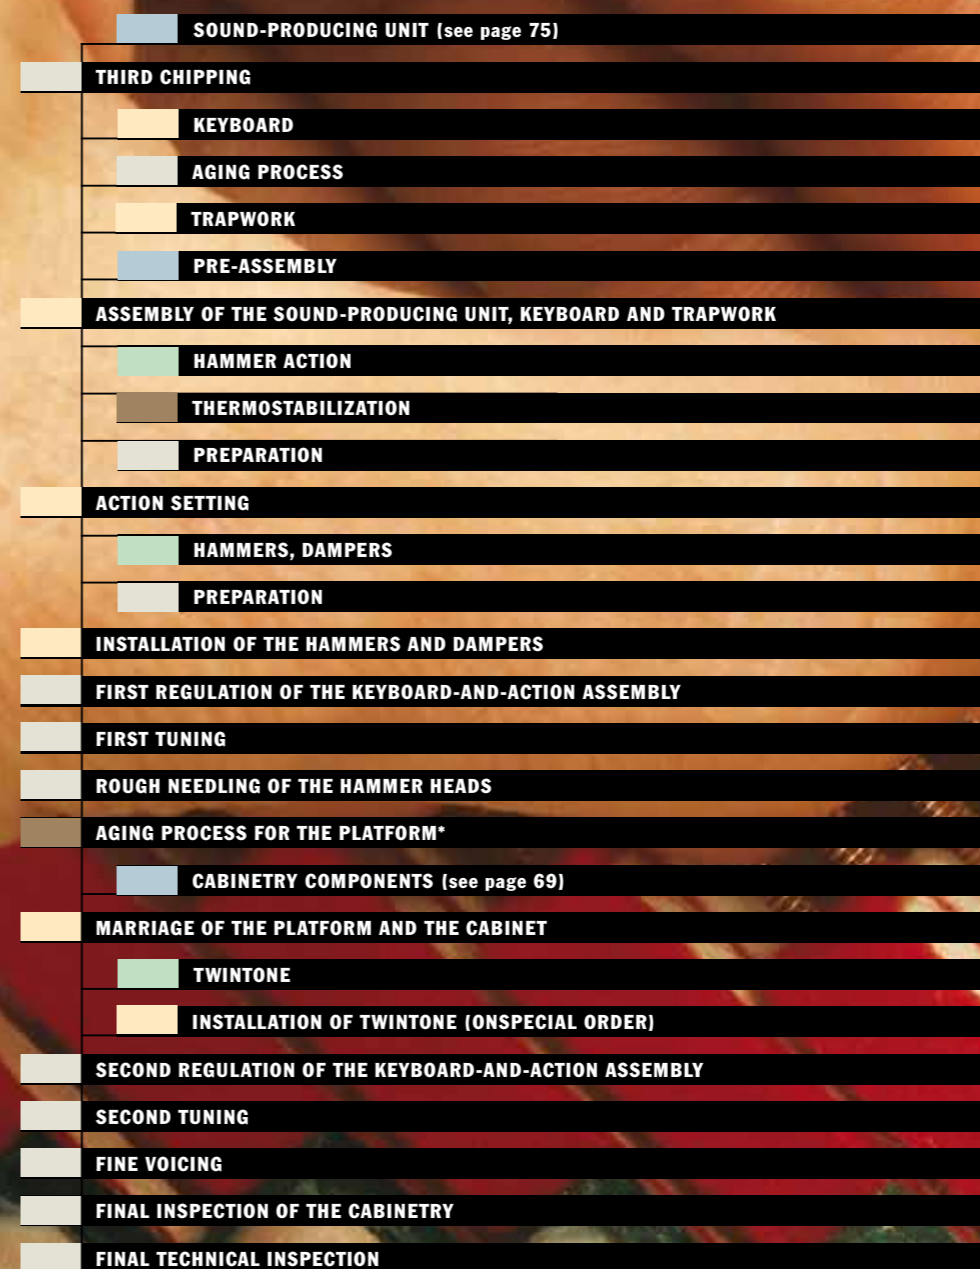 SOUND-PRODUCING UNIT (see page 75)
THIRD CHIPPING
KEYBOARD
AGING PROCESS
TRAPWORK
PRE-ASSEMBLY
ASSEMBLY OF THE SOUND-PRODUCING UNIT, KEYBOARD AND TRAPWORK
HAMMER ACTION
THERMOSTABILIZATION
PREPARATION
ACTION SETTING
HAMMERS, DAMPERS
PREPARATION
INSTALLATION OF THE HAMMERS AND DAMPERS
FIRST REGULATION OF THE KEYBOARD-AND-ACTION ASSEMBLY
FIRST TUNING
ROUGH NEEDLING OF THE HAMMER HEADS
AGING PROCESS FOR THE PLATFORM*
CABINETRY COMPONENTS (see page 69)
MARRIAGE OF THE PLATFORM AND THE CABINET
TWINTONE
INSTALLATION OF TWINTONE (ONSPECIAL ORDER)
SECOND REGULATION OF THE KEYBOARD-AND-ACTION ASSEMBLY
SECOND TUNING
FINE VOICING
FINAL INSPECTION OF THE CABINETRY
FINAL TECHNICAL INSPECTION